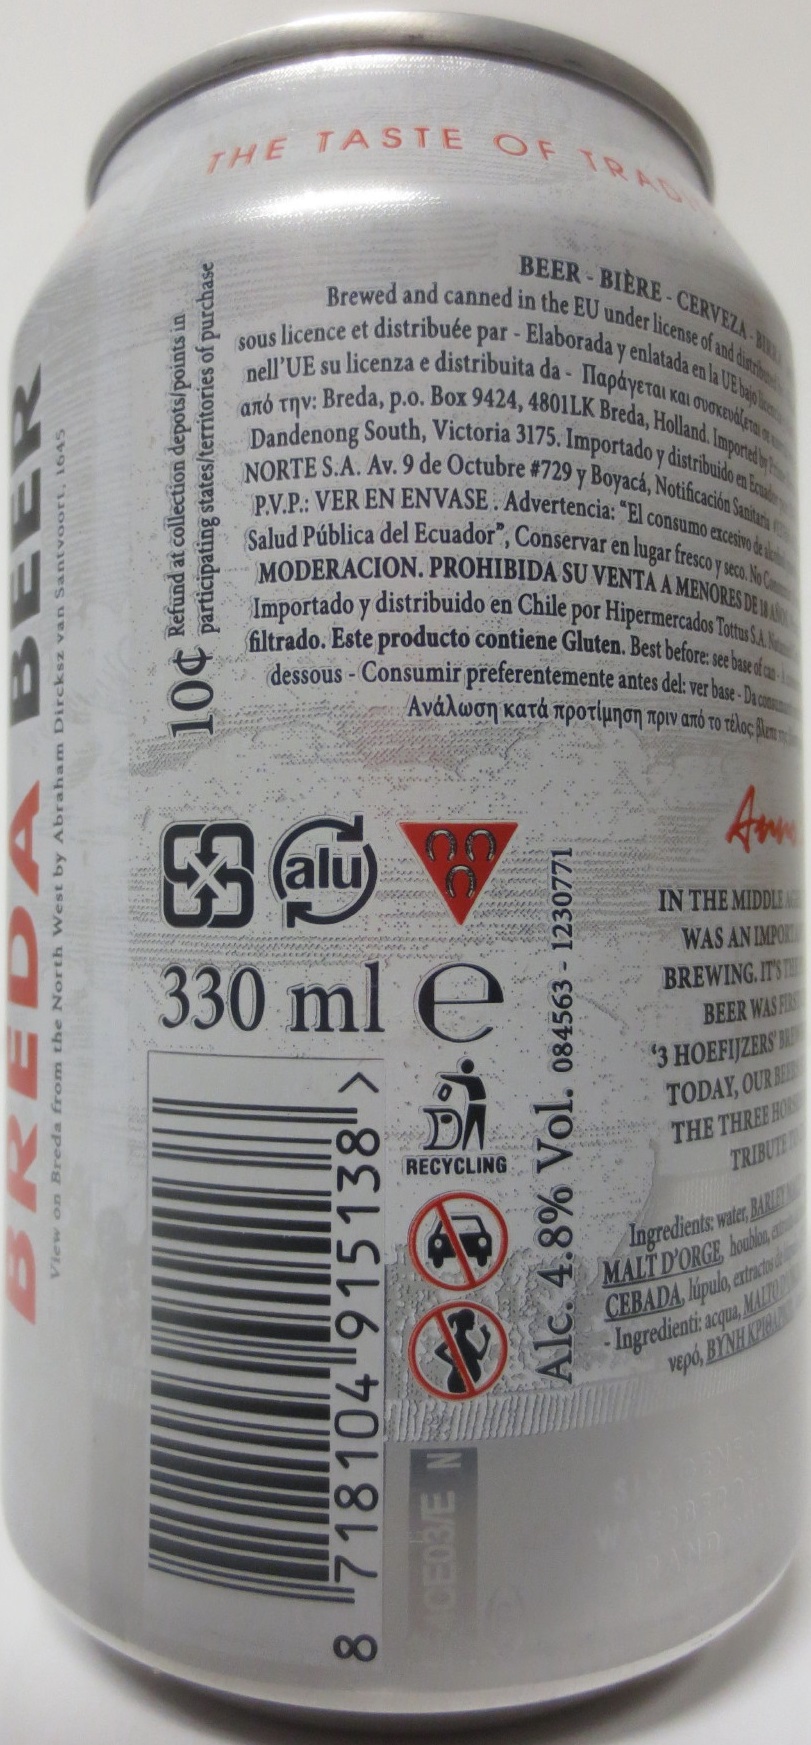 THE TASTE OF
BREDA BEER
View on Breda from the North West by Abraham Dircksz van Santvoort, 1645
10¢ Refund at collection depots/points in
participating states/territories of purchase
BEER - BIÈRE - CERVEZA -
Brewed and canned in the EU under license of and
sous licence et distribuée par - Elaborada y enlatada en la UE bajo
nell'UE su licenza e distribuita da - Παράγεται και συσκευάζεται
από την: Breda, p.o. Box 9424, 4801LK Breda, Holland. Imported by
Dandenong South, Victoria 3175. Importado y distribuido en Ecuador
NORTE S.A. Av. 9 de Octubre #729 y Boyacá, Notificación Sanitaria
P.V.P.: VER EN ENVASE . Advertencia: "El consumo excesivo de
Salud Pública del Ecuador", Conservar en lugar fresco y seco. No
MODERACION. PROHIBIDA SU VENTA A MENORES DE 18
Importado y distribuido en Chile por Hipermercados Tottus S.A.
filtrado. Este producto contiene Gluten. Best before: see base of can -
dessous - Consumir preferentemente antes del: ver base - Da
Ανάλωση κατά προτίμηση πριν από το τέλος:
alu
330 ml e
RECYCLING
Alc. 4.8% Vol. 084563 - 1230771
8 718104 915138 >
IN THE MIDDLE
WAS AN
BREWING. IT'S
BEER WAS
'3 HOEFIJZERS'
TODAY, OUR
THE THREE
TRIBUTE
Ingredients: water, BARLEY
MALT D'ORGE, houblon,
CEBADA, lúpulo, extractos de
- Ingredienti: acqua, MALTO
νερό, ΒΥΝΗ